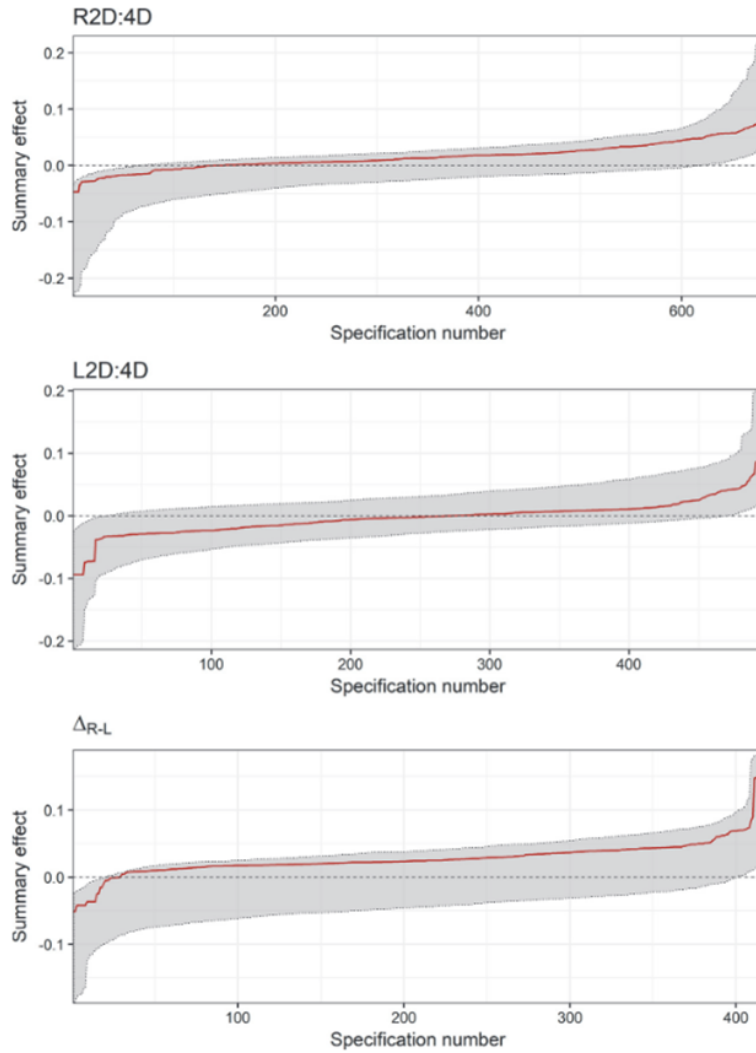 R2D:4D
0.2
0.1
0.0
-0.1
-0.2
Summary effect
200 400 600
Specification number
L2D:4D
0.2
0.1
0.0
-0.1
-0.2
Summary effect
100 200 300 400
Specification number
ΔR-L
0.1
0.0
-0.1
Summary effect
100 200 300 400
Specification number